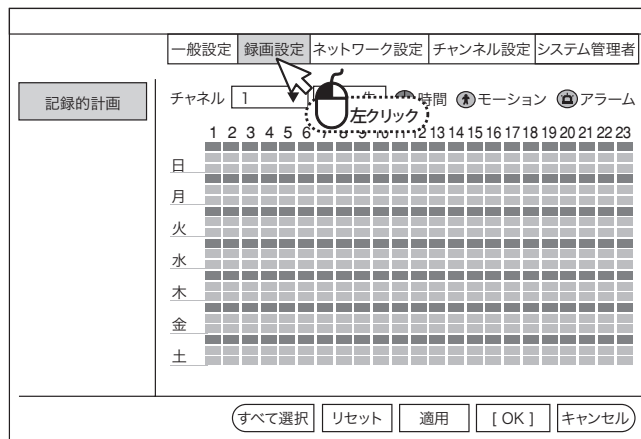 一般設定 録画設定 ネットワーク設定 チャンネル設定 システム管理者
記録的計画
チャネル 1 時間 モーション アラーム
左クリック
1 2 3 4 5 6 7 8 9 10 11 12 13 14 15 16 17 18 19 20 21 22 23
日
月
火
水
木
金
土
すべて選択 リセット 適用 [ OK ] キャンセル